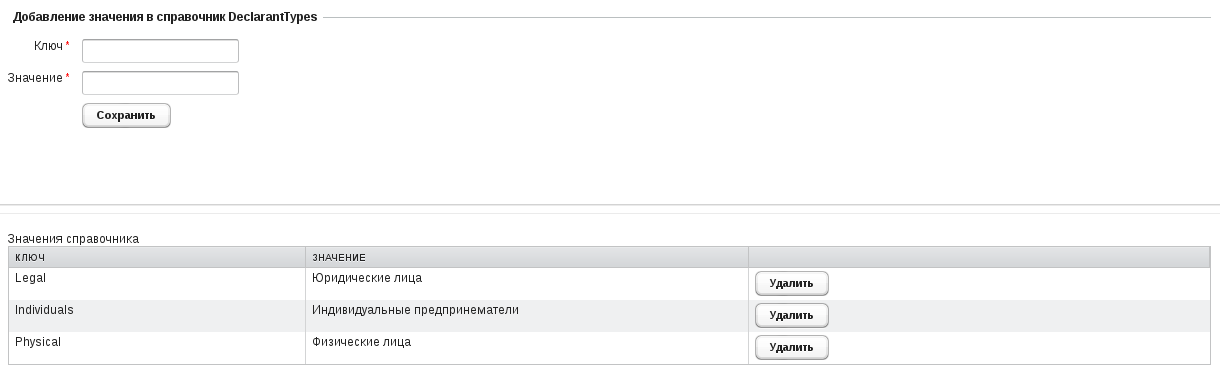 Добавление значения в справочник DeclarantTypes
Ключ *
Значение *
Сохранить
Значения справочника
КЛЮЧ ЗНАЧЕНИЕ
Legal Юридические лица Удалить
Individuals Индивидуальные предпринематели Удалить
Physical Физические лица Удалить